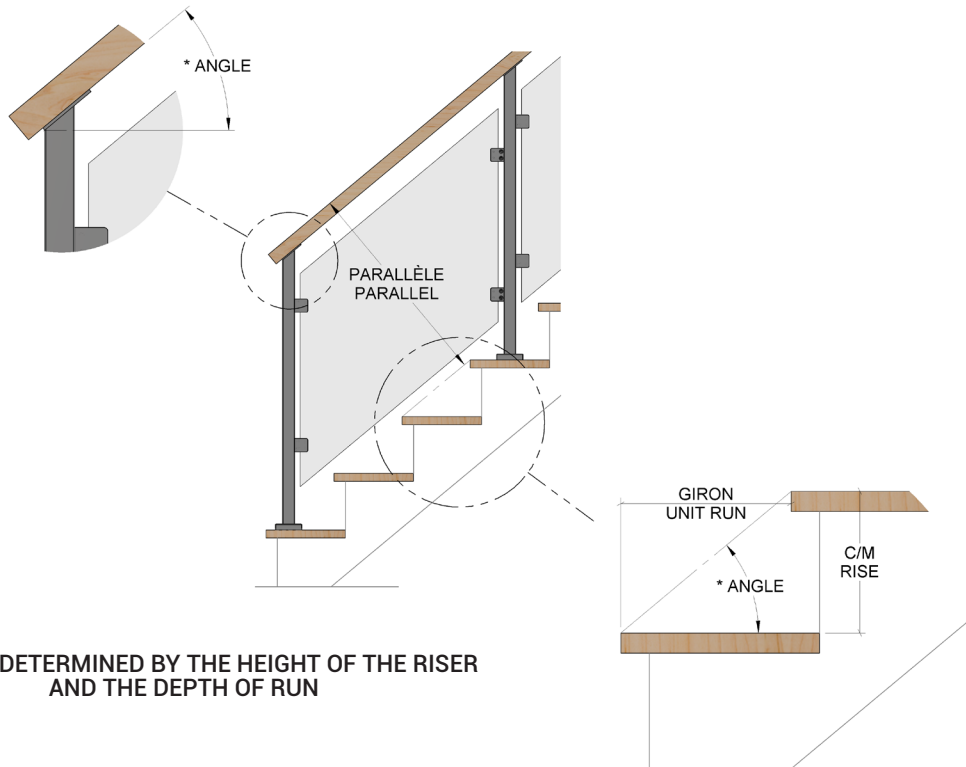 * ANGLE
PARALLÈLE
PARALLEL
GIRON
UNIT RUN
C/M
RISE
* ANGLE
DETERMINED BY THE HEIGHT OF THE RISER
AND THE DEPTH OF RUN